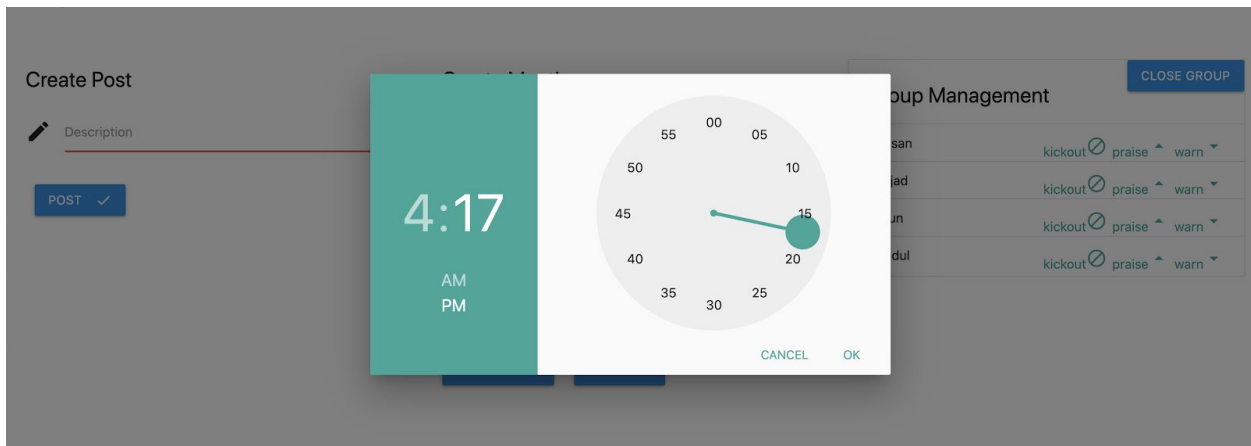 Create Post
Description
POST
4:17
AM
PM
00
05
10
15
20
25
30
35
40
45
50
55
CANCEL
OK
CLOSE GROUP
oup Management
san
kickout praise warn
jad
kickout praise warn
un
kickout praise warn
dul
kickout praise warn